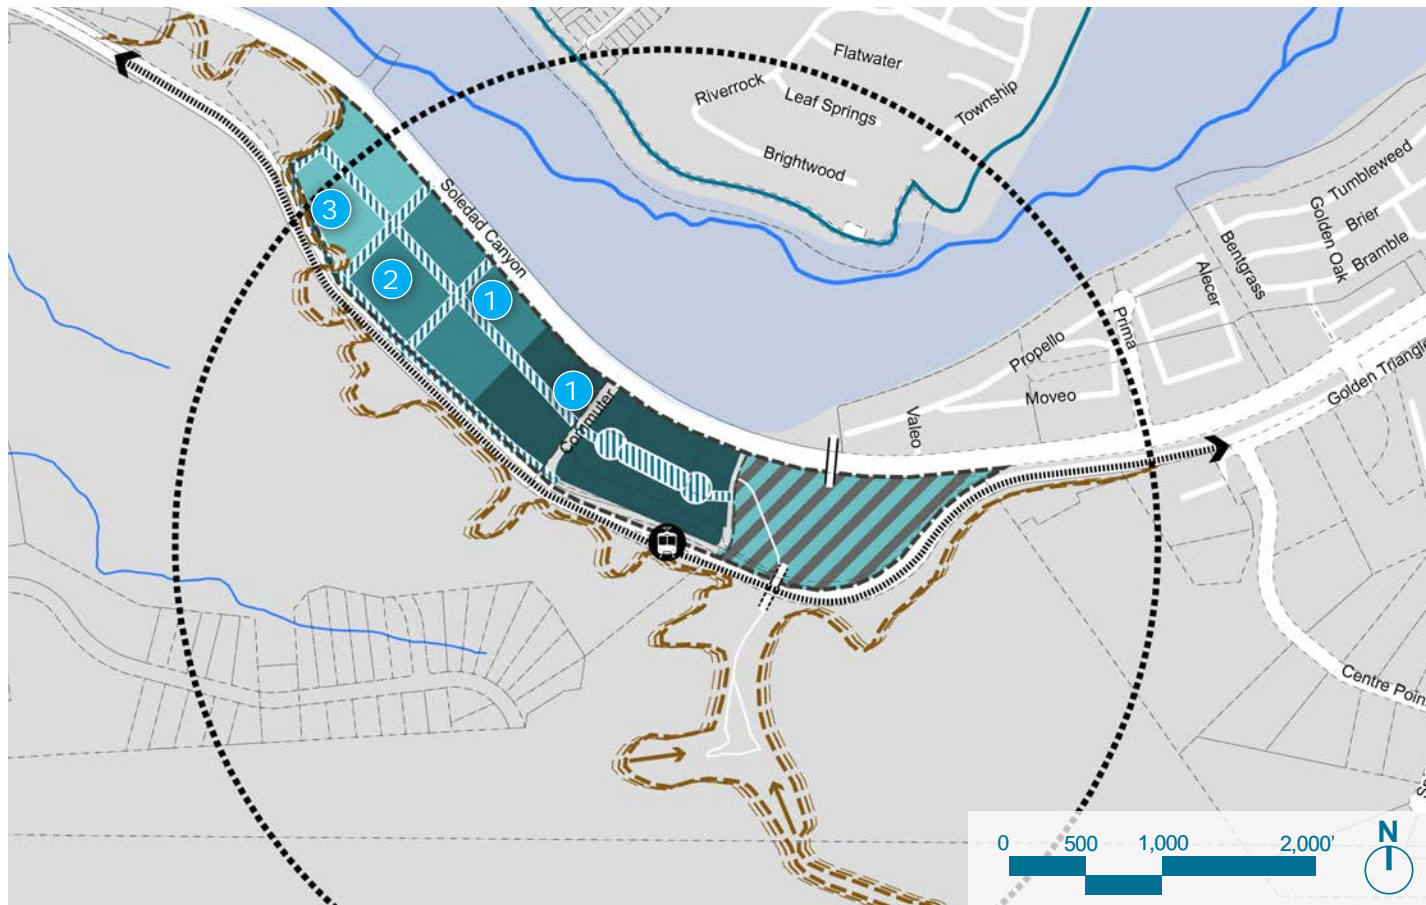 Flatwater
Riverrock
Leaf Springs
Township
Brightwood
Tumbleweed
Golden Oak
Brier
Bramble
Bentgrass
Alecer
Soledad Canyon
3
2
1
Prima
Propello
Golden Triangle
Moveo
1
Commuter
Valeo
Centre Poin
0 500 1,000 2,000'
N